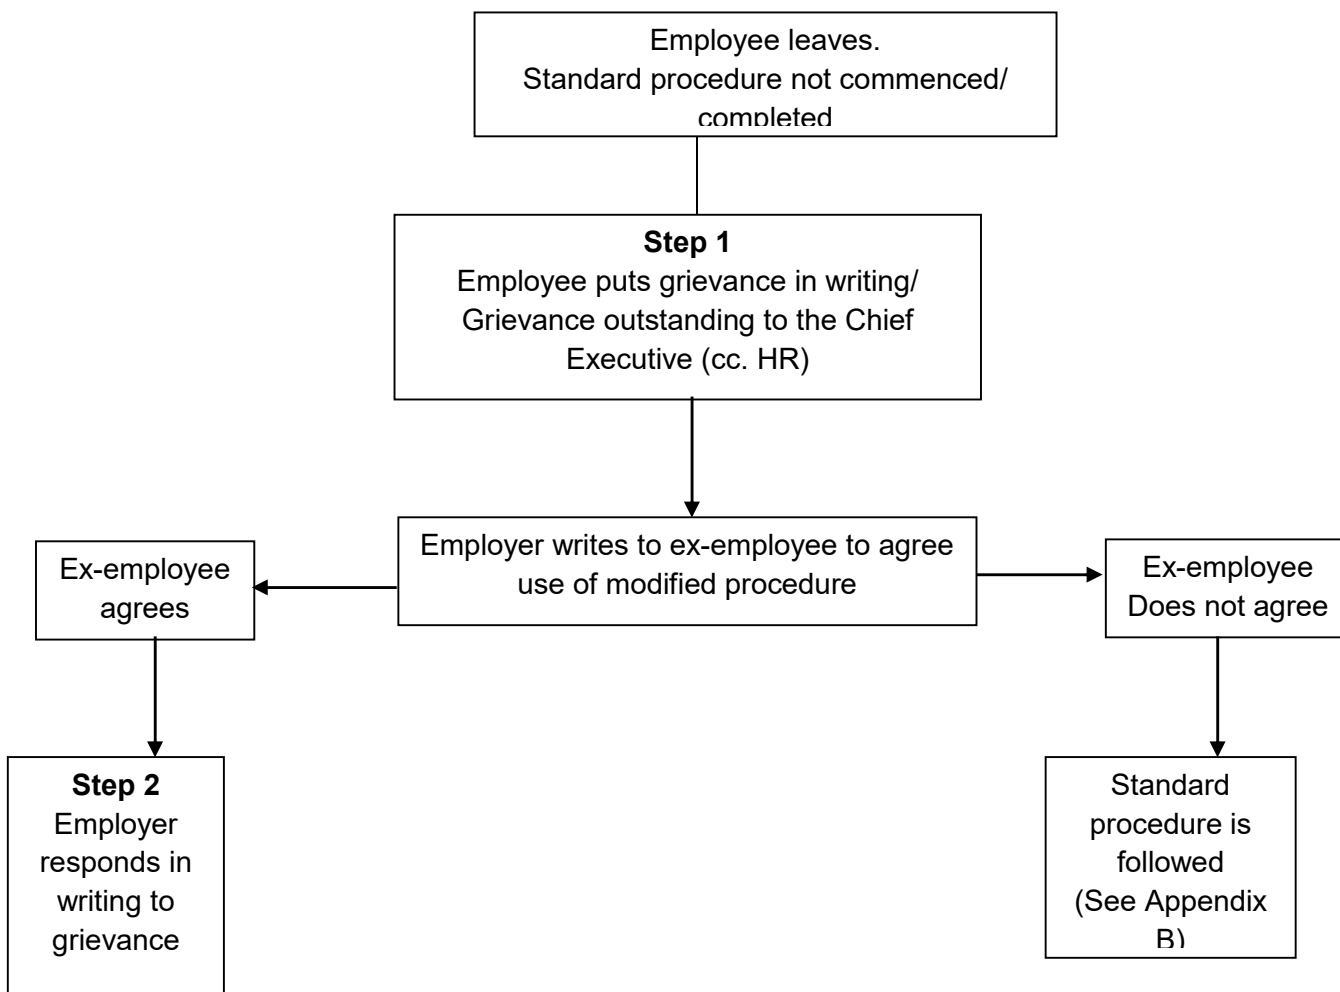 Employee leaves.
Standard procedure not commenced/
completed
Step 1
Employee puts grievance in writing/
Grievance outstanding to the Chief
Executive (cc. HR)
Employer writes to ex-employee to agree
use of modified procedure
Ex-employee
agrees
Ex-employee
Does not agree
Step 2
Employer
responds in
writing to
grievance
Standard
procedure is
followed
(See Appendix
B)